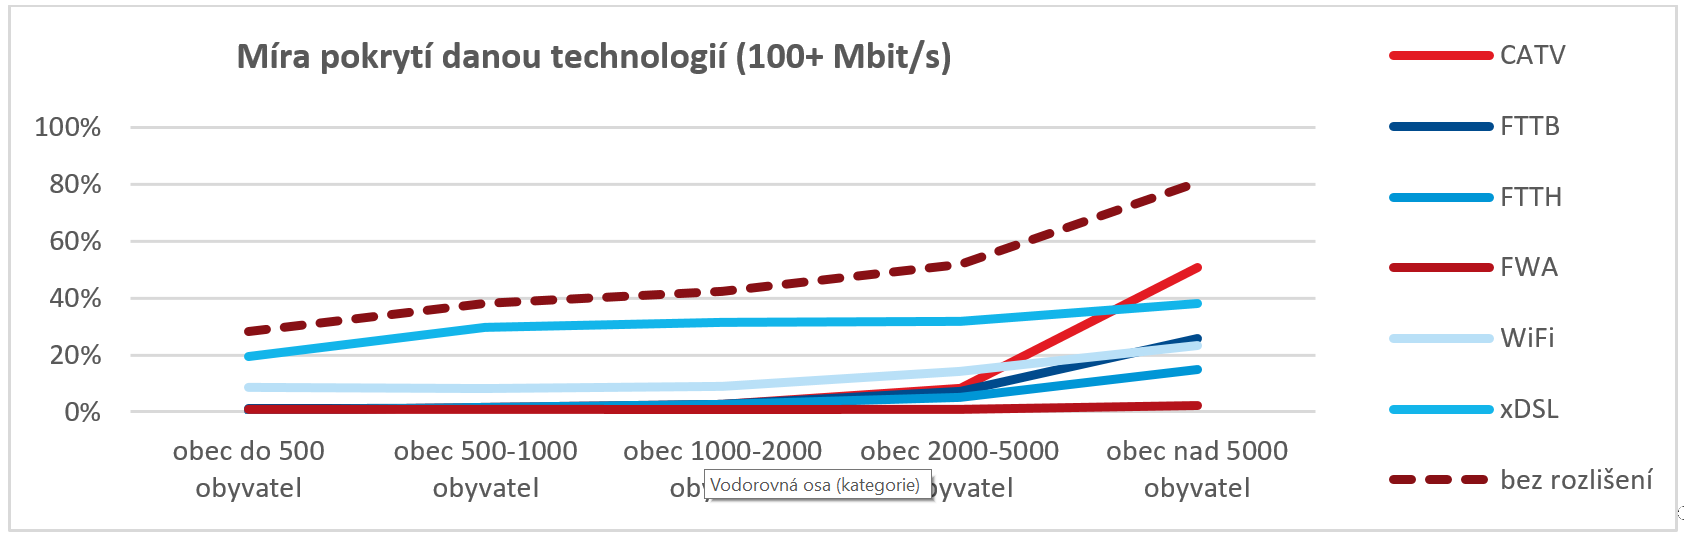 Míra pokrytí danou technologií (100+ Mbit/s)
100%
80%
60%
40%
20%
0%
obec do 500
obyvatel
obec 500-1000
obyvatel
obec 1000-2000
obec 2000-5000
obyvatel
obec nad 5000
obyvatel
Vodorovná osa (kategorie)
CATV
FTTB
FTTH
FWA
WiFi
xDSL
bez rozlišení